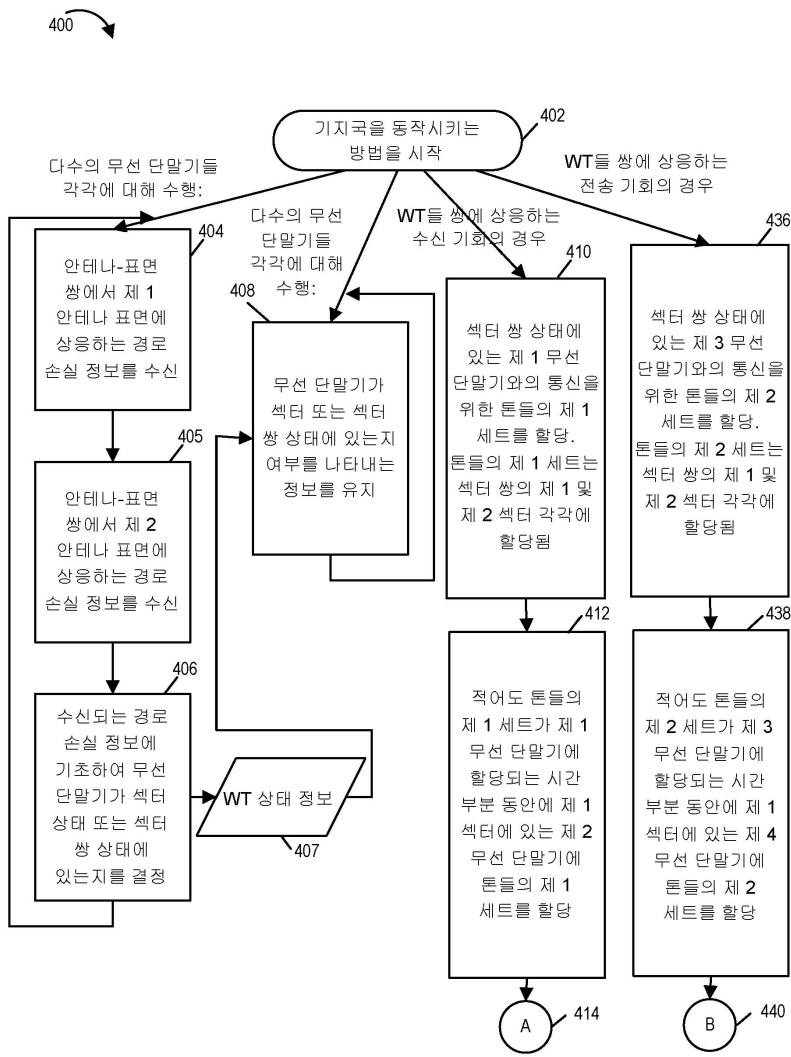 400
기지국을 동작시키는
방법을 시작
402
다수의 무선 단말기들
각각에 대해 수행:
404
안테나-표면
쌍에서 제 1
안테나 표면에
상응하는 경로
손실 정보를 수신
405
안테나-표면
쌍에서 제 2
안테나 표면에
상응하는 경로
손실 정보를 수신
406
수신되는 경로
손실 정보에
기초하여 무선
단말기가 섹터
상태 또는 섹터
쌍 상태에
있는지를 결정
WT 상태 정보
407
다수의 무선
단말기들
각각에 대해
수행:
408
무선 단말기가
섹터 또는 섹터
쌍 상태에 있는지
여부를 나타내는
정보를 유지
WT들 쌍에 상응하는
수신 기회의 경우
410
섹터 쌍 상태에
있는 제 1 무선
단말기와의 통신을
위한 톤들의 제 1
세트를 할당.
톤들의 제 1 세트는
섹터 쌍의 제 1 및
제 2 섹터 각각에
할당됨
412
적어도 톤들의
제 1 세트가 제 1
무선 단말기에
할당되는 시간
부분 동안에 제 1
섹터에 있는 제 2
무선 단말기에
톤들의 제 1
세트를 할당
A
414
WT들 쌍에 상응하는
전송 기회의 경우
436
섹터 쌍 상태에
있는 제 3 무선
단말기와의 통신을
위한 톤들의 제 2
세트를 할당.
톤들의 제 2 세트는
섹터 쌍의 제 1 및
제 2 섹터 각각에
할당됨
438
적어도 톤들의
제 2 세트가 제 3
무선 단말기에
할당되는 시간
부분 동안에 제 1
섹터에 있는 제 4
무선 단말기에
톤들의 제 2
세트를 할당
B
440